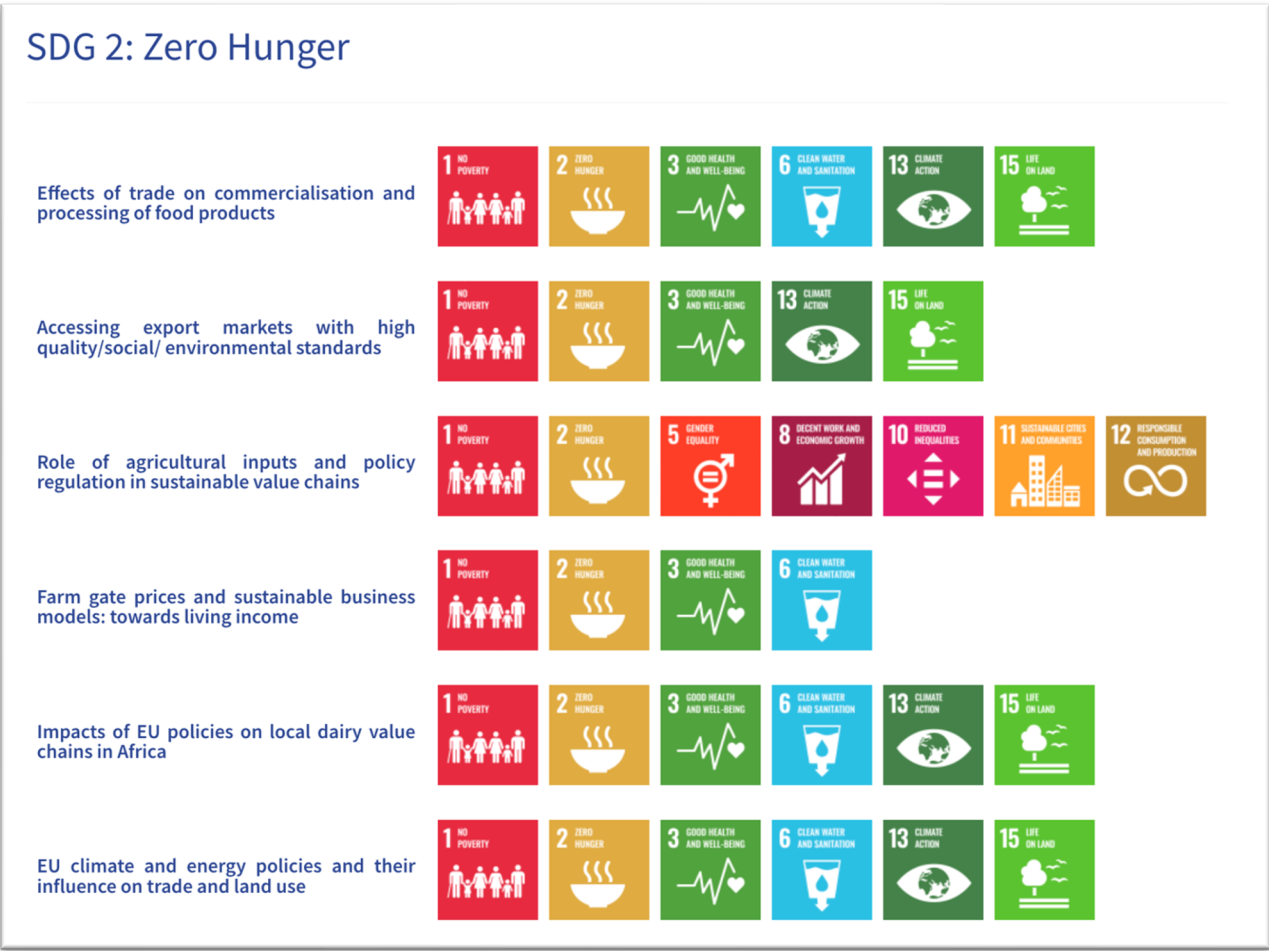 SDG 2: Zero Hunger
Effects of trade on commercialisation and
processing of food products
1 NO POVERTY
2 ZERO HUNGER
3 GOOD HEALTH AND WELL-BEING
6 CLEAN WATER AND SANITATION
13 CLIMATE ACTION
15 LIFE ON LAND
Accessing export markets with high
quality/social/ environmental standards
1 NO POVERTY
2 ZERO HUNGER
3 GOOD HEALTH AND WELL-BEING
13 CLIMATE ACTION
15 LIFE ON LAND
Role of agricultural inputs and policy
regulation in sustainable value chains
1 NO POVERTY
2 ZERO HUNGER
5 GENDER EQUALITY
8 DECENT WORK AND ECONOMIC GROWTH
10 REDUCED INEQUALITIES
11 SUSTAINABLE CITIES AND COMMUNITIES
12 RESPONSIBLE CONSUMPTION AND PRODUCTION
Farm gate prices and sustainable business
models: towards living income
1 NO POVERTY
2 ZERO HUNGER
3 GOOD HEALTH AND WELL-BEING
6 CLEAN WATER AND SANITATION
Impacts of EU policies on local dairy value
chains in Africa
1 NO POVERTY
2 ZERO HUNGER
3 GOOD HEALTH AND WELL-BEING
6 CLEAN WATER AND SANITATION
13 CLIMATE ACTION
15 LIFE ON LAND
EU climate and energy policies and their
influence on trade and land use
1 NO POVERTY
2 ZERO HUNGER
3 GOOD HEALTH AND WELL-BEING
6 CLEAN WATER AND SANITATION
13 CLIMATE ACTION
15 LIFE ON LAND